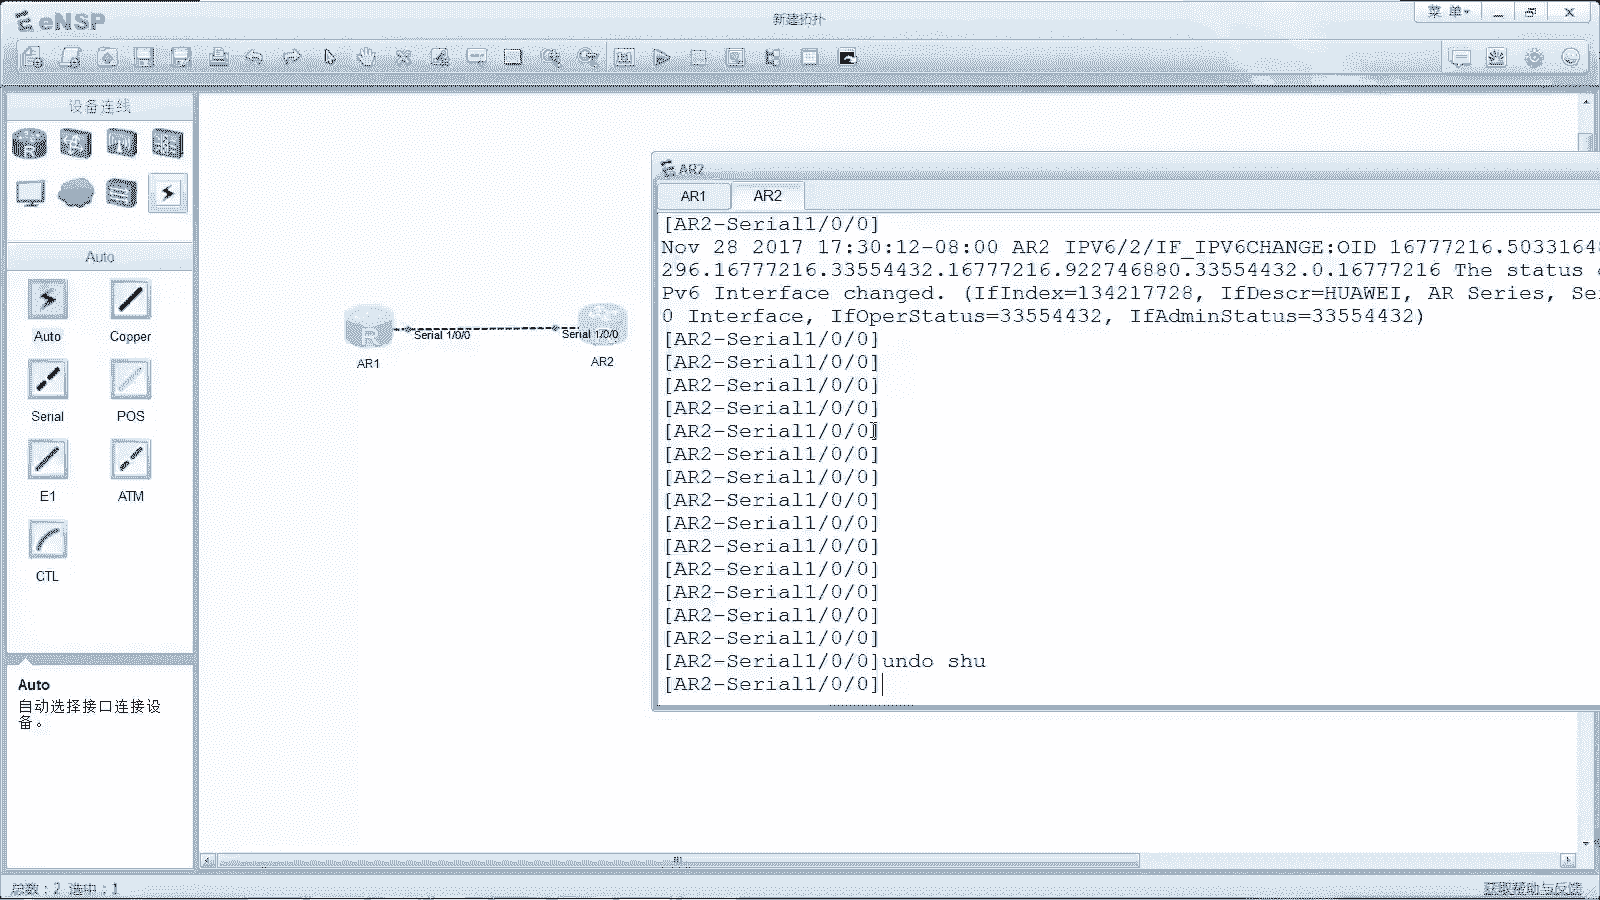 eNSP
新建拓扑
菜 单
设备连线
Auto
Auto
Copper
Serial
POS
E1
ATM
CTL
Auto
自动选择接口连接设
备。
Serial 1/0/0
Serial 1/0/0
AR1
AR2
AR2
AR1
AR2
[AR2-Serial1/0/0]
Nov 28 2017 17:30:12-08:00 AR2 IPV6/2/IF_IPV6CHANGE:OID 16777216.50331648
296.16777216.33554432.16777216.922746880.33554432.0.16777216 The status
Pv6 Interface changed. (IfIndex=134217728, IfDescr=HUAWEI, AR Series, Se
0 Interface, IfOperStatus=33554432, IfAdminStatus=33554432)
[AR2-Serial1/0/0]
[AR2-Serial1/0/0]
[AR2-Serial1/0/0]
[AR2-Serial1/0/0]
[AR2-Serial1/0/0]
[AR2-Serial1/0/0]
[AR2-Serial1/0/0]
[AR2-Serial1/0/0]
[AR2-Serial1/0/0]
[AR2-Serial1/0/0]
[AR2-Serial1/0/0]
[AR2-Serial1/0/0]
[AR2-Serial1/0/0]
[AR2-Serial1/0/0]
[AR2-Serial1/0/0]undo shu
[AR2-Serial1/0/0]
总数：2 选中：1
获取帮助与反馈